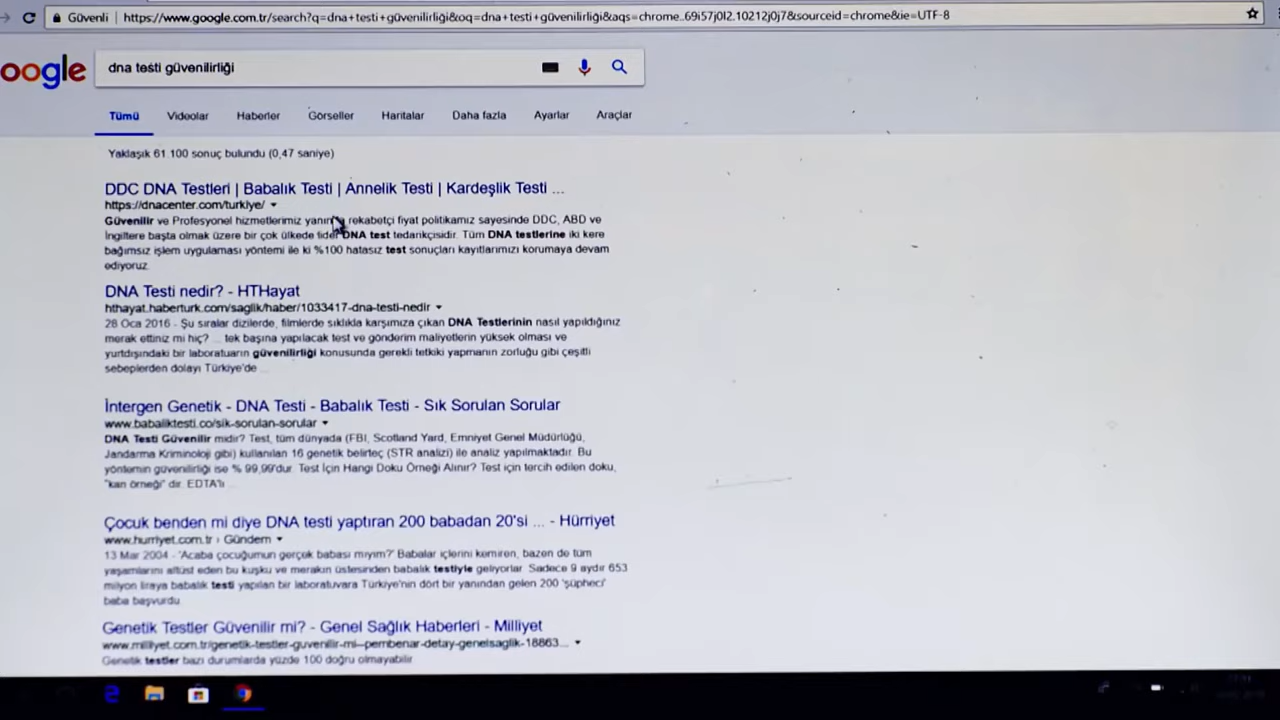 Güvenli | https://www.google.com.tr/search?q=dna+testi+güvenilirliği&oq=dna+testi+güvenilirliği&aqs=chrome..69i57j0l2.10212j0j7&sourceid=chrome&ie=UTF-8
oogle dna testi güvenilirliği
Tümü Videolar Haberler Görseller Haritalar Daha fazla Ayarlar Araçlar
Yaklaşık 61 100 sonuç bulundu (0,47 saniye)
DDC DNA Testleri | Babalık Testi | Annelik Testi | Kardeşlik Testi ...
https://dnacenter.com/turkiye/
Güvenilir ve Profesyonel hizmetlerimiz yanında rekabetçi fiyat politikamız sayesinde DDC, ABD ve
İngiltere başta olmak üzere bir çok ülkede lider DNA test tedarikçisidir. Tüm DNA testlerine iki kere
bağımsız işlem uygulaması yöntemi ile ki %100 hatasız test sonuçları kayıtlarımızı korumaya devam
ediyoruz.
DNA Testi nedir? - HTHayat
hthayat.haberturk.com/saglik/haber/1033417-dna-testi-nedir
28 Oca 2016 - Şu sıralar dizilerde, filmlerde sıklıkla karşımıza çıkan DNA Testlerinin nasıl yapıldığınız
merak ettiniz mi hiç? ... tek başına yapılacak test ve gönderim maliyetlerin yüksek olması ve
yurtdışındaki bir laboratuarın güvenilirliği konusunda gerekli tetkiki yapmanın zorluğu gibi çeşitli
sebeplerden dolayı Türkiye'de ...
İntergen Genetik - DNA Testi - Babalık Testi - Sık Sorulan Sorular
www.babaliktesti.co/sik-sorulan-sorular
DNA Testi Güvenilir midir? Test, tüm dünyada (FBI, Scotland Yard, Emniyet Genel Müdürlüğü,
Jandarma Kriminoloji gibi) kullanılan 16 genetik belirteç (STR analizi) ile analiz yapılmaktadır. Bu
yöntemin güvenilirliği ise % 99,99'dur. Test İçin Hangi Doku Örneği Alınır? Test için tercih edilen doku,
"kan örneği" dir. EDTA'lı ...
Çocuk benden mi diye DNA testi yaptıran 200 babadan 20'si ... - Hürriyet
www.hurriyet.com.tr › Gündem
13 Mar 2004 - 'Acaba çocuğumun gerçek babası mıyım?' Babalar içlerini kemiren, bazen de tüm
yaşamlarını altüst eden bu kuşku ve merakın üstesinden babalık testiyle geliyorlar. Sadece 9 aydır 653
milyon liraya babalık testi yapılan bir laboratuvara Türkiye'nin dört bir yanından gelen 200 'şüpheci'
baba başvurdu
Genetik Testler Güvenilir mi? - Genel Sağlık Haberleri - Milliyet
www.milliyet.com.tr/genetik-testler-guvenilir-mi--pembenar-detay-genelsaglik-18863...
Genetik testler bazı durumlarda yüzde 100 doğru olmayabilir